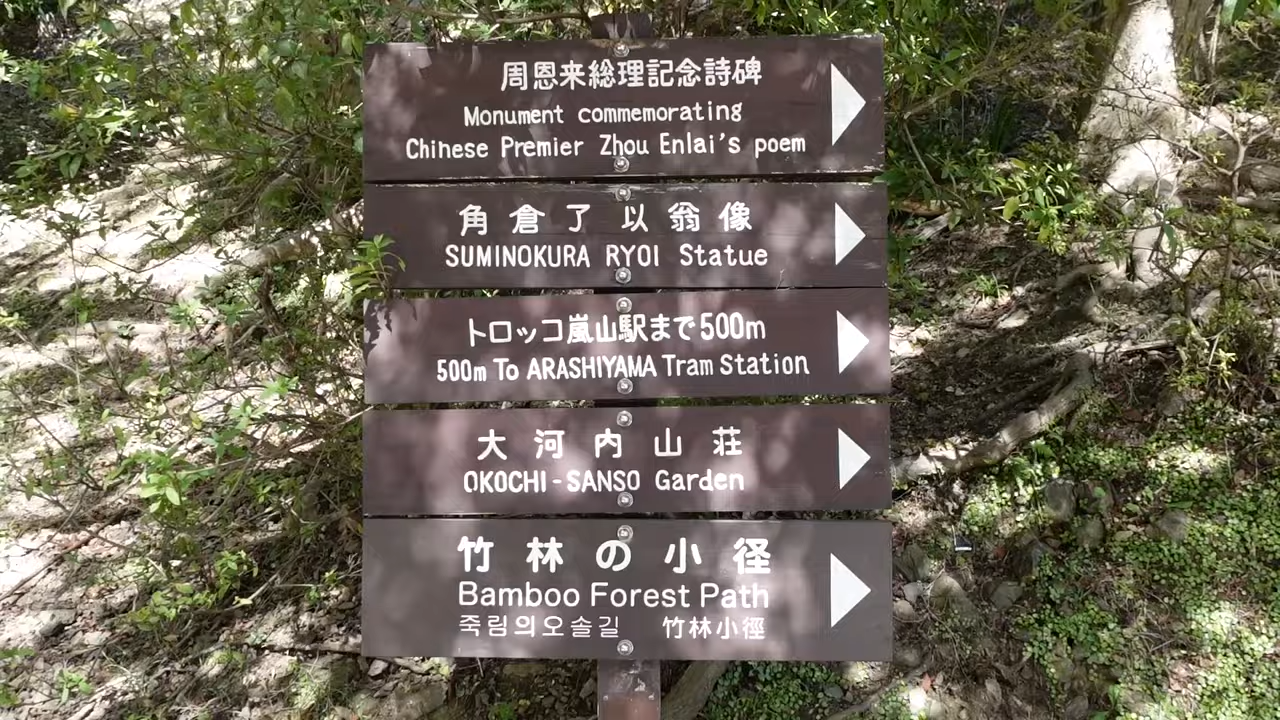 周恩来総理記念詩碑
Monument commemorating
Chinese Premier Zhou Enlai's poem
角倉了以翁像
SUMINOKURA RYOI Statue
トロッコ嵐山駅まで500m
500m To ARASHIYAMA Tram Station
大河内山荘
OKOCHI-SANSO Garden
竹林の小径
Bamboo Forest Path
죽림의오솔길 竹林小徑